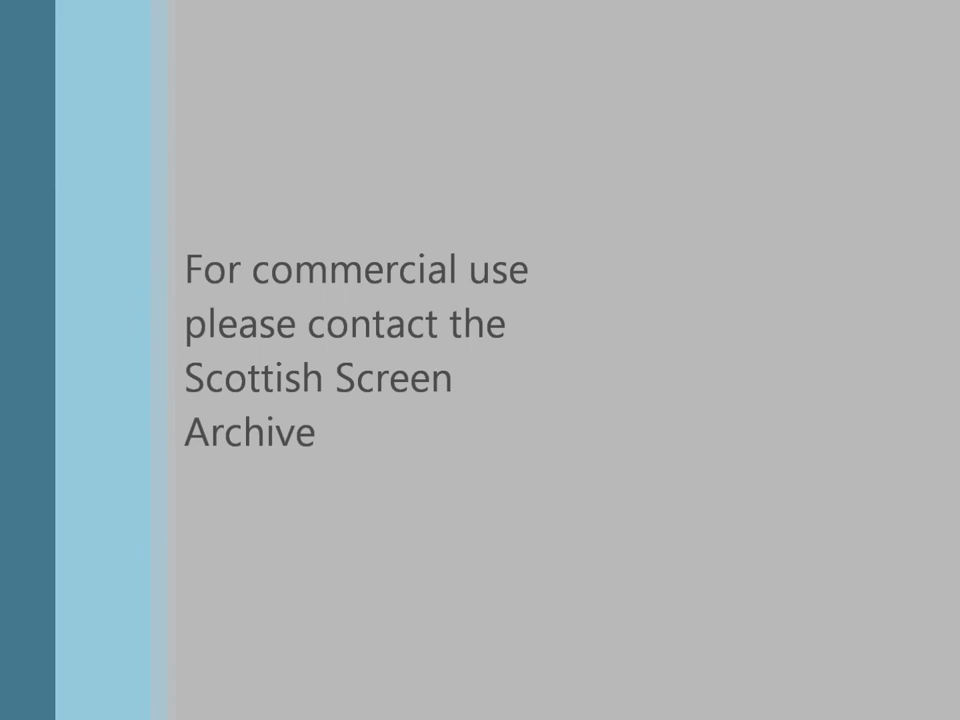 For commercial use
please contact the
Scottish Screen
Archive